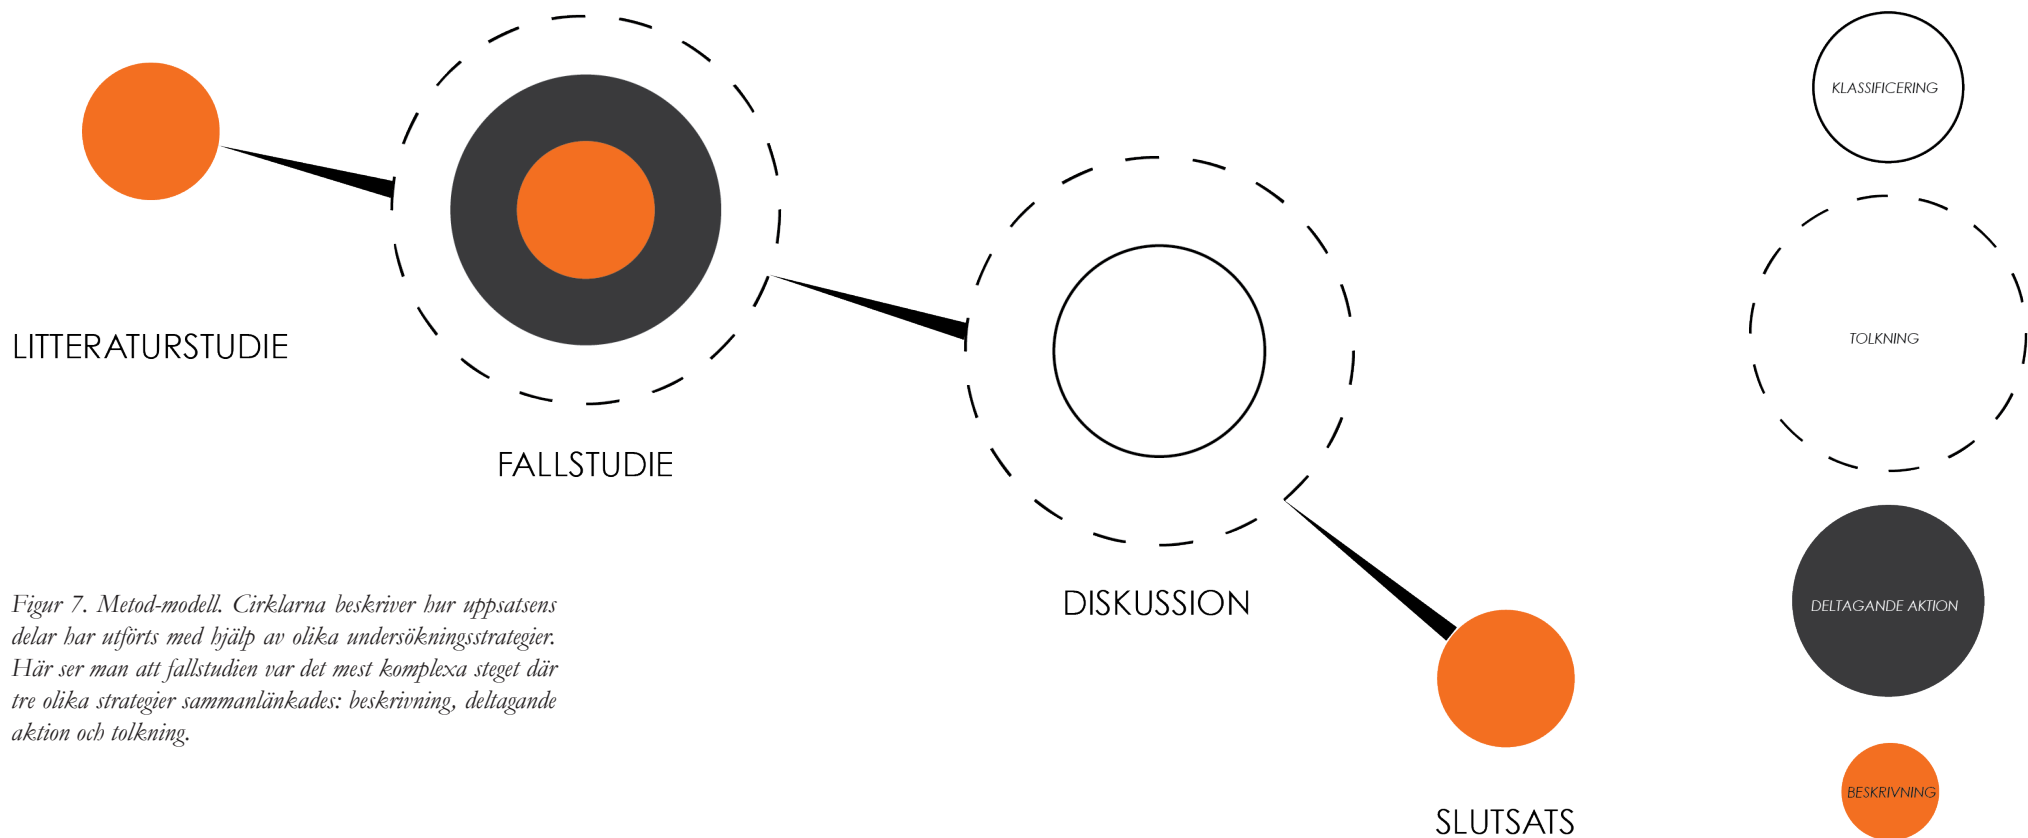 LITTERATURSTUDIE
FALLSTUDIE
DISKUSSION
SLUTSATS
KLASSIFICERING
TOLKNING
DELTAGANDE AKTION
BESKRIVNING
Figur 7. Metod-modell. Cirklarna beskriver hur uppsatsens
delar har utförts med hjälp av olika undersökningsstrategier.
Här ser man att fallstudien var det mest komplexa steget där
tre olika strategier sammanlänkades: beskrivning, deltagande
aktion och tolkning.